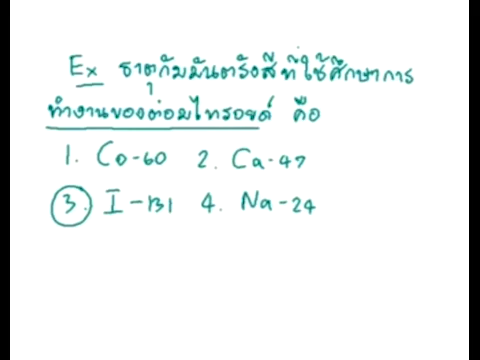 Ex ธาตุกัมมันตรังสีที่ใช้ศึกษาการ
ทำงานของต่อมไทรอยด์ คือ
1. Co-60 2. Ca-47
3. I-131 4. Na-24